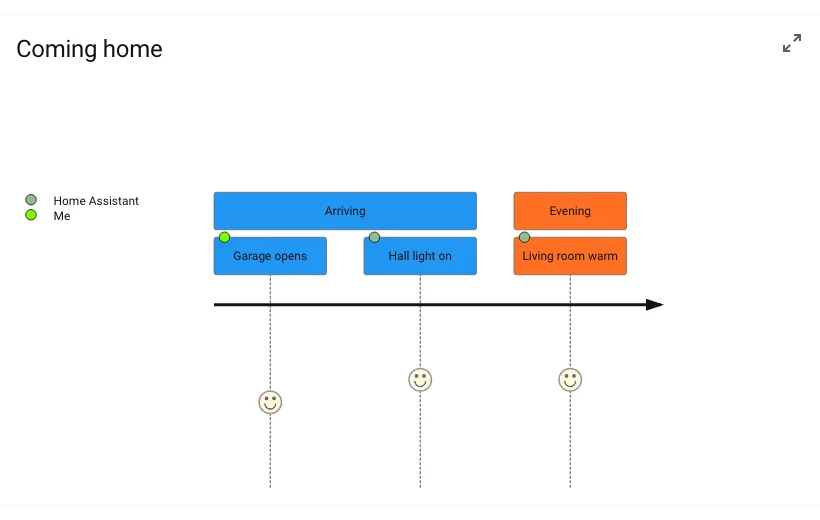 Coming home
Home Assistant
Me
Arriving
Evening
Garage opens
Hall light on
Living room warm